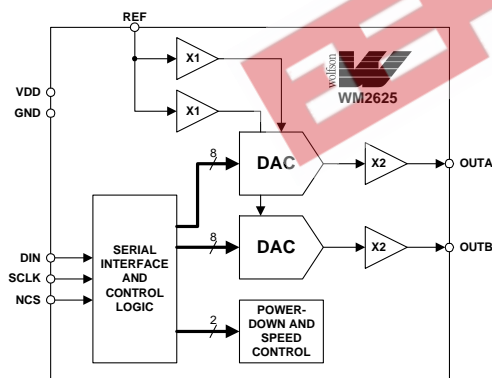 REF
X1
wolfson
WM2625
VDD
GND
X1
8
DAC
X2
OUTA
8
DAC
X2
OUTB
DIN
SCLK
NCS
SERIAL
INTERFACE
AND
CONTROL
LOGIC
2
POWER-
DOWN AND
SPEED
CONTROL